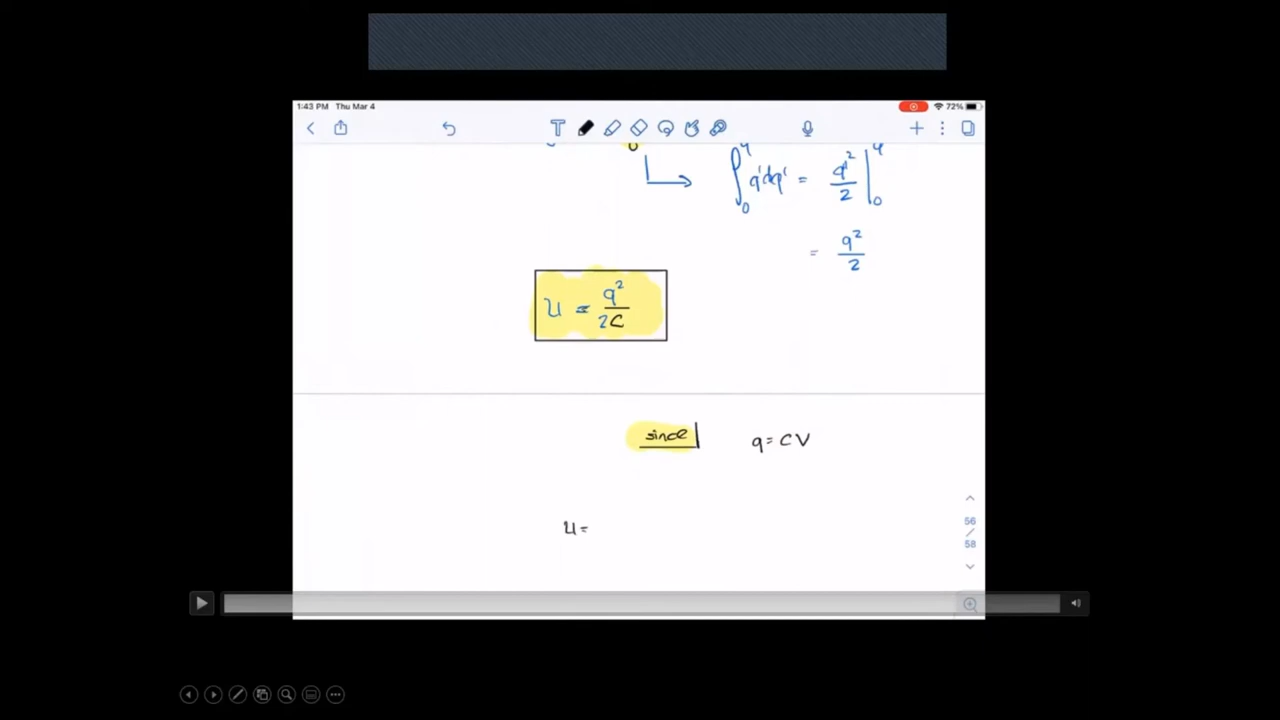 1:43 PM Thu Mar 4
72%
T
∫₀^q q'dq' = q'²/2 |₀^q
= q²/2
U = q²/2C
since
q = CV
56
/
58
U =